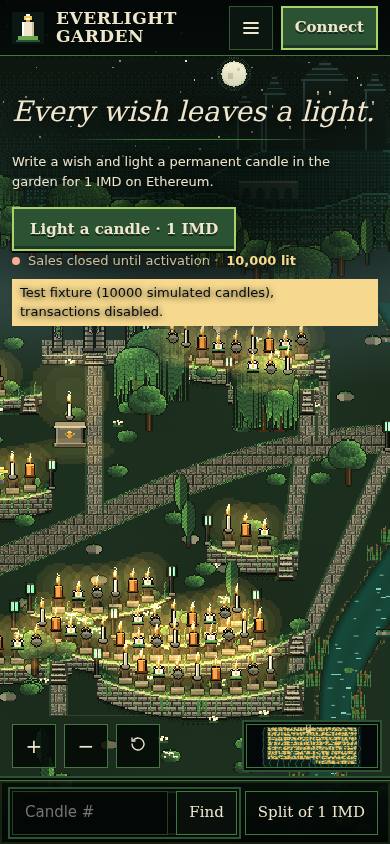 EVERLIGHT
GARDEN
Connect
Every wish leaves a light.
Write a wish and light a permanent candle in the
garden for 1 IMD on Ethereum.
Light a candle · 1 IMD
Sales closed until activation · 10,000 lit
Test fixture (10000 simulated candles),
transactions disabled.
+
−
Candle #
Find
Split of 1 IMD